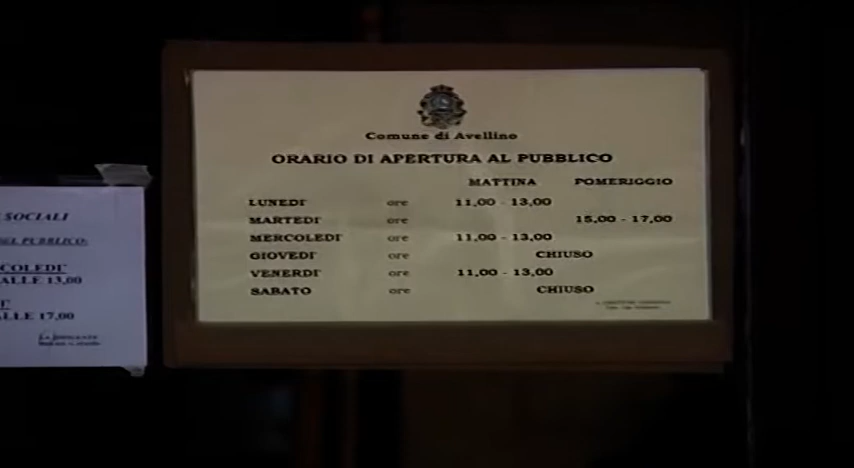 Comune di Avellino
ORARIO DI APERTURA AL PUBBLICO
MATTINA POMERIGGIO
LUNEDI' ore 11,00 - 13,00
MARTEDI' ore 15,00 - 17,00
MERCOLEDI' ore 11,00 - 13,00
GIOVEDI' ore CHIUSO
VENERDI' ore 11,00 - 13,00
SABATO ore CHIUSO
SOCIALI
PUBBLICO:
COLEDI'
ALLE 13,00
ALLE 17,00